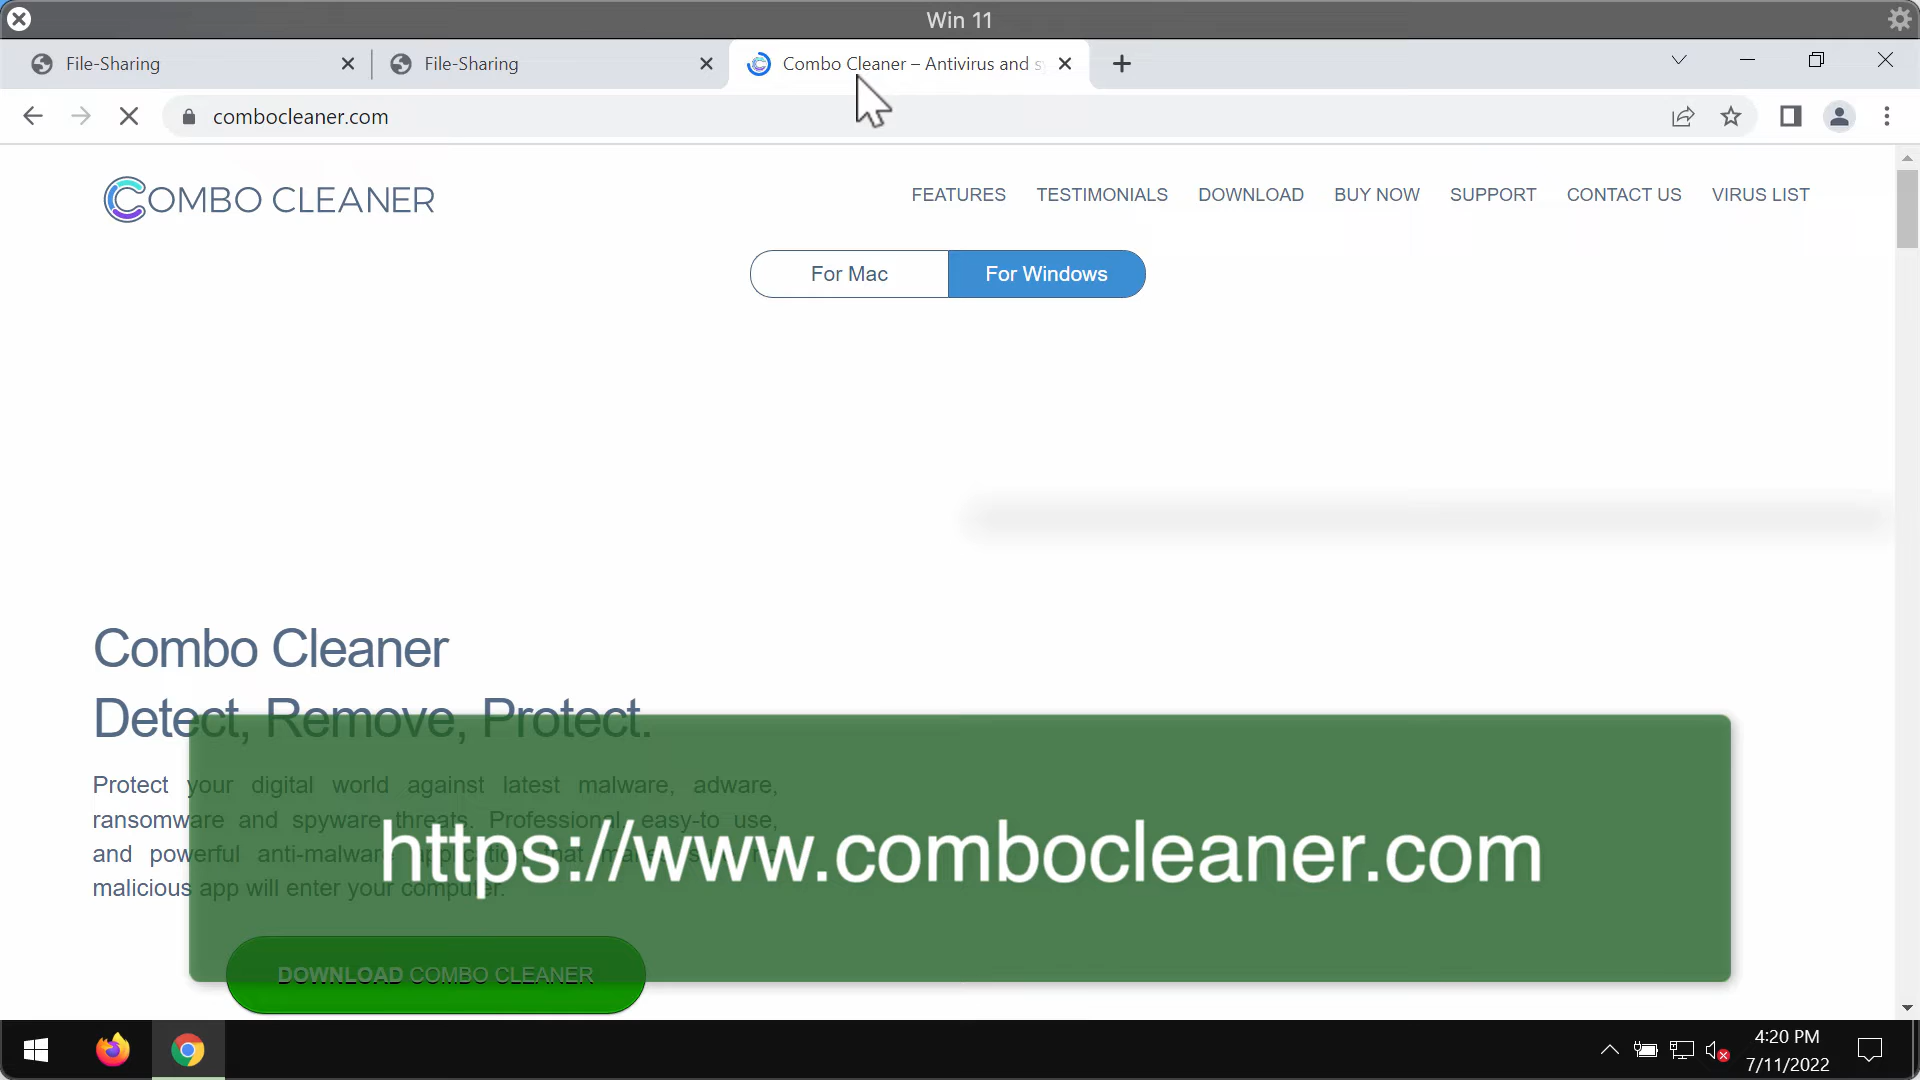 Win 11
File-Sharing
File-Sharing
Combo Cleaner – Antivirus and s
combocleaner.com
COMBO CLEANER
FEATURES
TESTIMONIALS
DOWNLOAD
BUY NOW
SUPPORT
CONTACT US
VIRUS LIST
For Mac
For Windows
Combo Cleaner
Detect, Remove, Protect.
Protect your digital world against latest malware, adware,
ransomware and spyware threats. Professional, easy-to use,
and powerful anti-malware application that
malicious app will enter your computer.
https://www.combocleaner.com
DOWNLOAD COMBO CLEANER
4:20 PM
7/11/2022